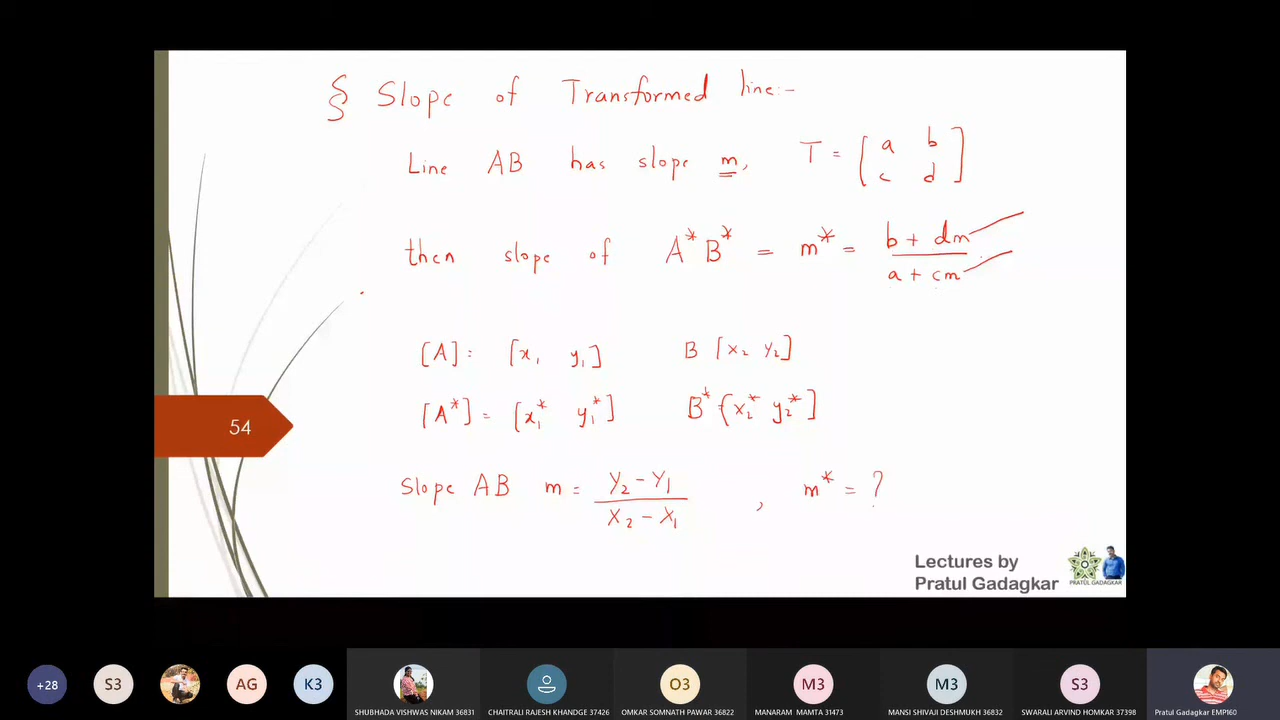 § Slope of Transformed line:-
Line AB has slope m, T = [a b
c d]
then slope of A* B* = m* = b + dm
a + cm
[A] = [x₁ y₁] B [x₂ y₂]
[A*] = [x₁* y₁*] B* [x₂* y₂*]
54
Slope AB m = y₂ - y₁ , m* = ?
x₂ - x₁
Lectures by
Pratul Gadagkar
PRATUL GADAGKAR
+28 S3 AG K3 O3 M3 M3 S3
SHUBHADA VISHWAS NIKAM 36831 CHAITRALI RAJESH KHANDGE 37426 OMKAR SOMNATH PAWAR 36822 MANARAM MAMTA 31473 MANSI SHIVAJI DESHMUKH 36832 SWARALI ARVIND HOMKAR 37398 Pratul Gadagkar EMP160